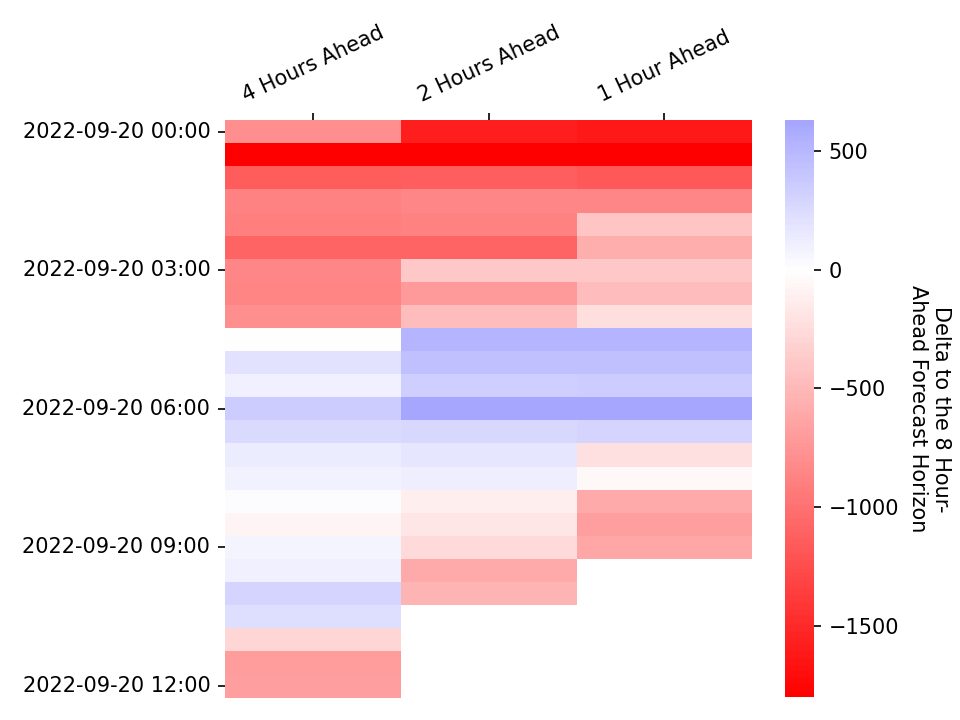 4 Hours Ahead
2 Hours Ahead
1 Hour Ahead
2022-09-20 00:00
2022-09-20 03:00
2022-09-20 06:00
2022-09-20 09:00
2022-09-20 12:00
500
0
−500
−1000
−1500
Delta to the 8 Hour-
Ahead Forecast Horizon